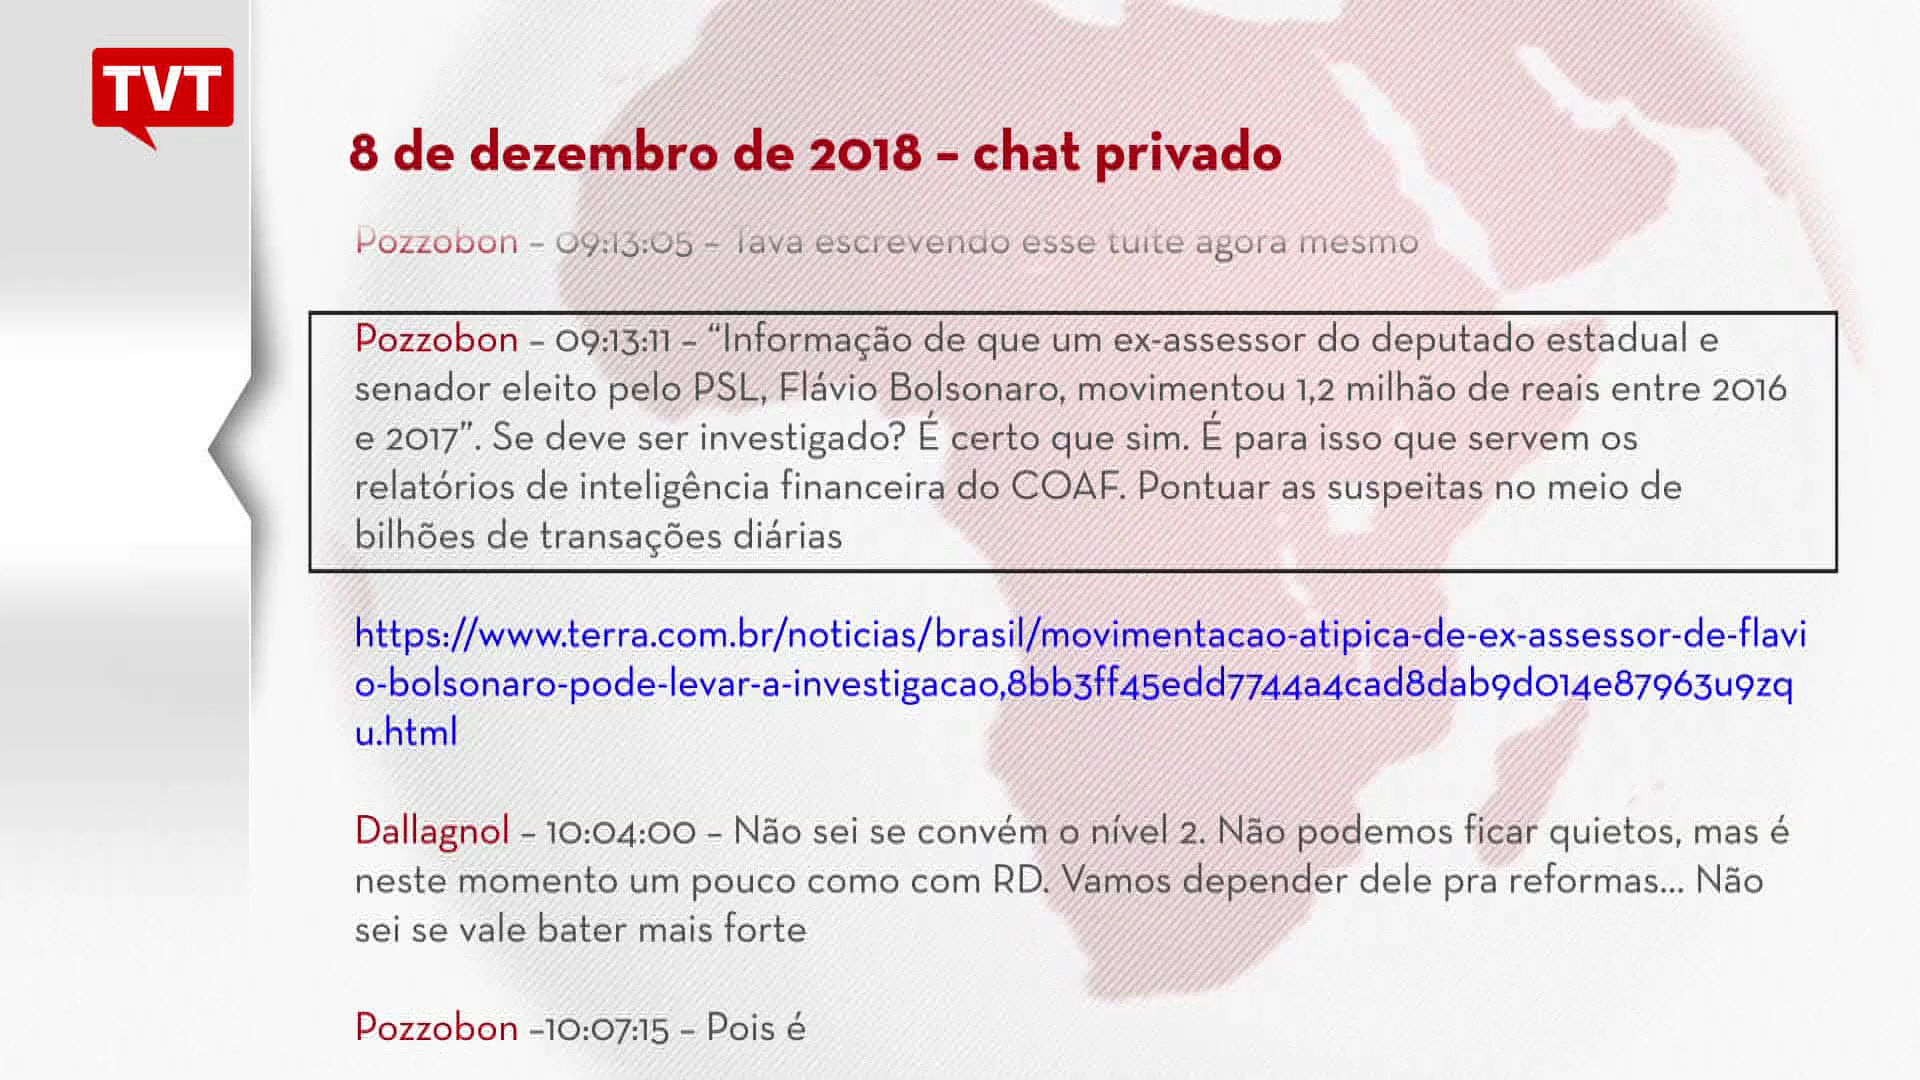 TVT
8 de dezembro de 2018 – chat privado
Pozzobon – 09:13:05 – Tava escrevendo esse tuite agora mesmo
Pozzobon – 09:13:11 – “Informação de que um ex-assessor do deputado estadual e
senador eleito pelo PSL, Flávio Bolsonaro, movimentou 1,2 milhão de reais entre 2016
e 2017”. Se deve ser investigado? É certo que sim. É para isso que servem os
relatórios de inteligência financeira do COAF. Pontuar as suspeitas no meio de
bilhões de transações diárias
https://www.terra.com.br/noticias/brasil/movimentacao-atipica-de-ex-assessor-de-flavi
o-bolsonaro-pode-levar-a-investigacao,8bb3ff45edd7744a4cad8dab9d014e87963u9zq
u.html
Dallagnol – 10:04:00 – Não sei se convém o nível 2. Não podemos ficar quietos, mas é
neste momento um pouco como com RD. Vamos depender dele pra reformas... Não
sei se vale bater mais forte
Pozzobon –10:07:15 – Pois é